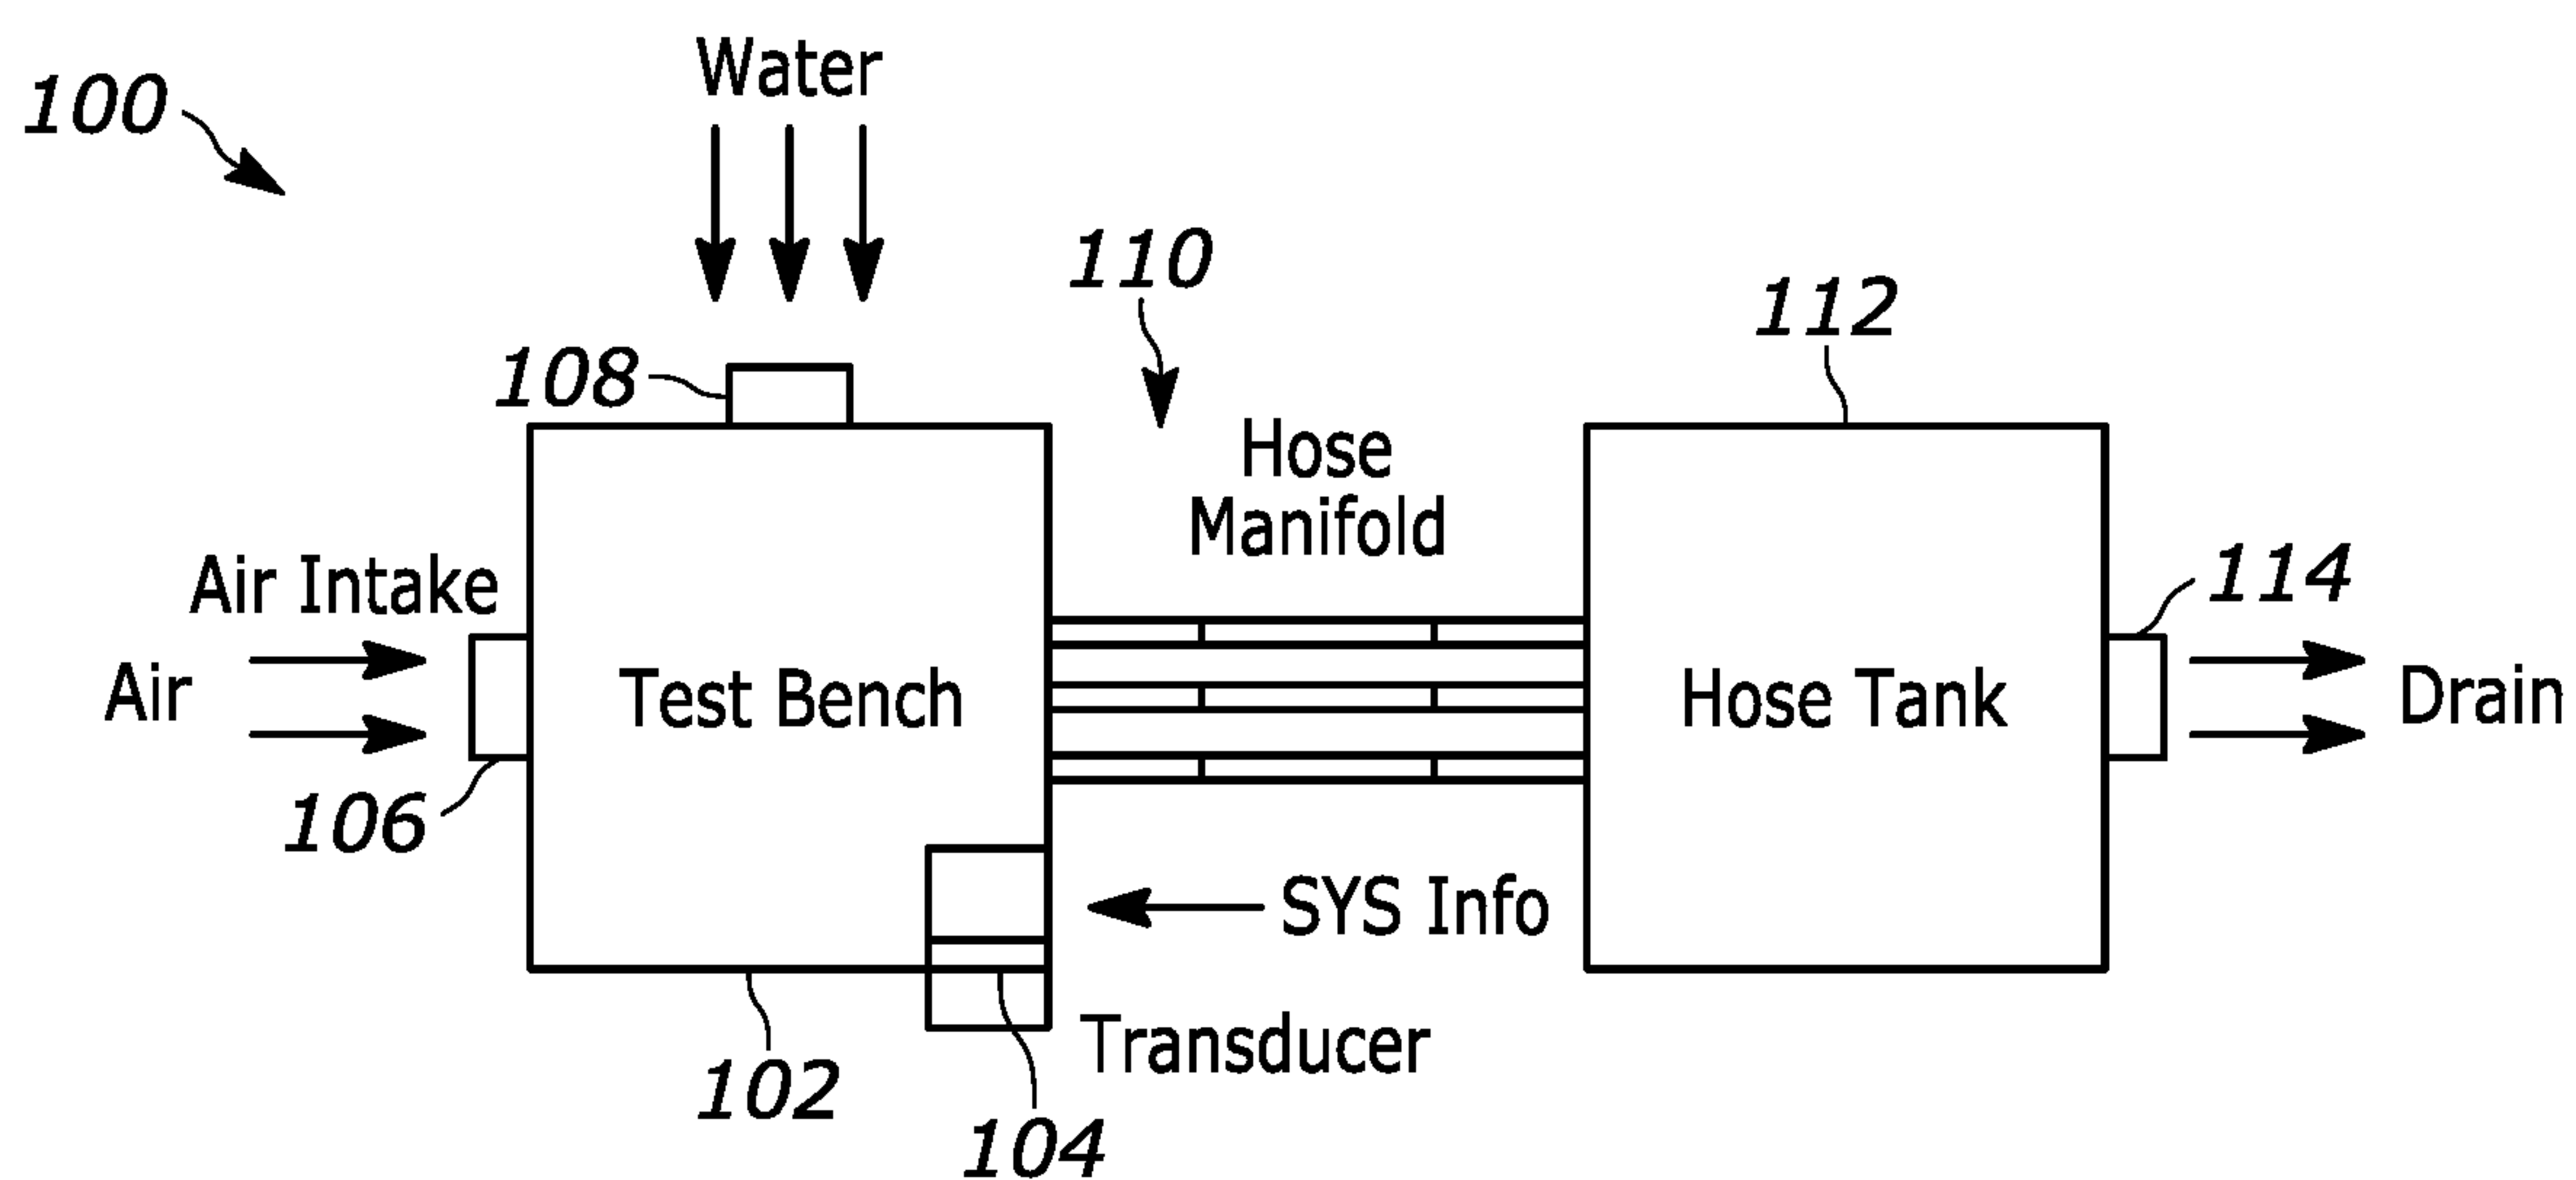 Water
100
110
112
108
Hose
Manifold
Air Intake
114
Air
Test Bench
Hose Tank
Drain
106
SYS Info
Transducer
102
104